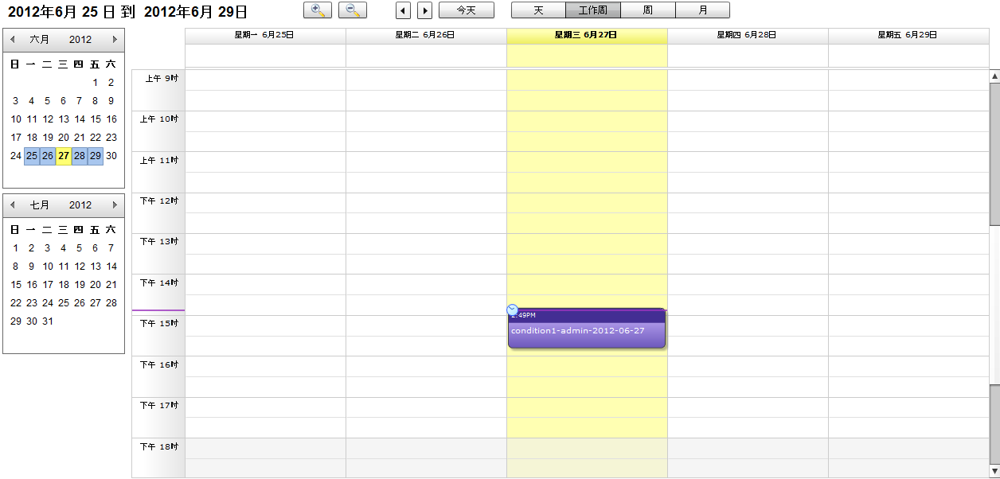 2012年6月 25 日 到 2012年6月 29日
今天
天 工作周 周 月
六月 2012
日 一 二 三 四 五 六
1 2
3 4 5 6 7 8 9
10 11 12 13 14 15 16
17 18 19 20 21 22 23
24 25 26 27 28 29 30
七月 2012
日 一 二 三 四 五 六
1 2 3 4 5 6 7
8 9 10 11 12 13 14
15 16 17 18 19 20 21
22 23 24 25 26 27 28
29 30 31
星期一 6月25日
星期二 6月26日
星期三 6月27日
星期四 6月28日
星期五 6月29日
上午 9时
上午 10时
上午 11时
下午 12时
下午 13时
下午 14时
下午 15时
下午 16时
下午 17时
下午 18时
:49PM
condition1-admin-2012-06-27